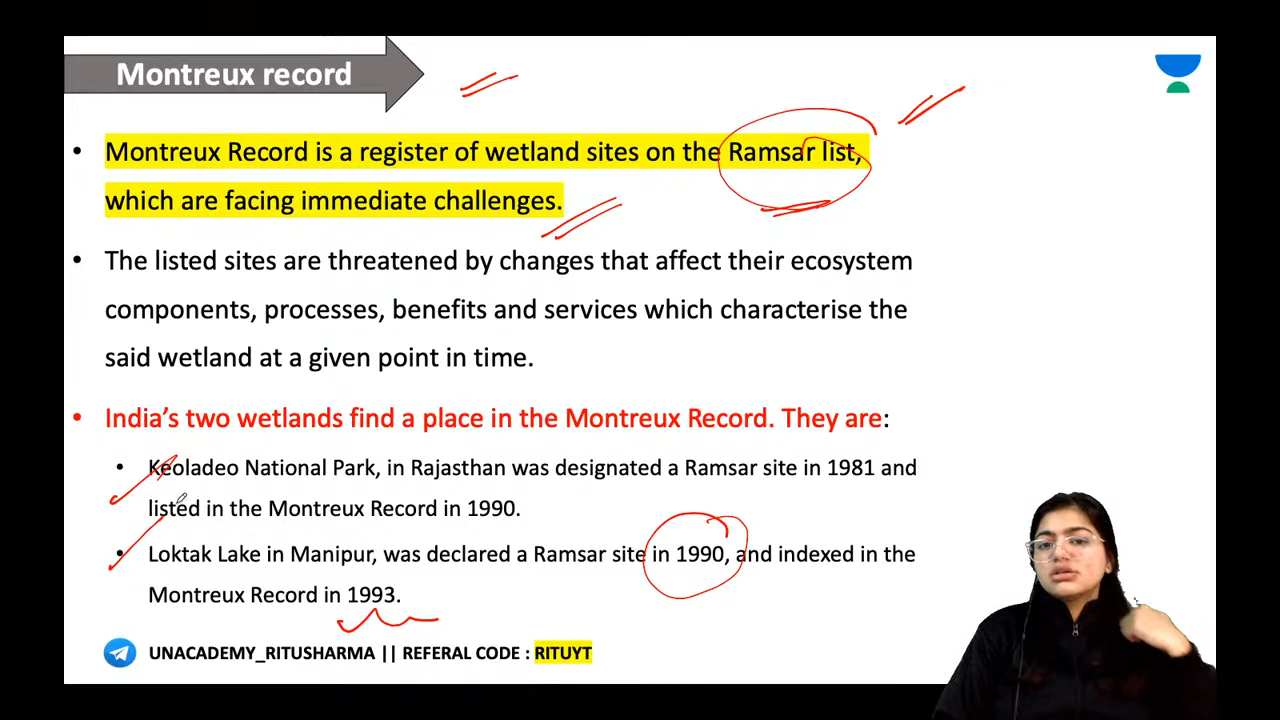 Montreux record
• Montreux Record is a register of wetland sites on the Ramsar list,
which are facing immediate challenges.
• The listed sites are threatened by changes that affect their ecosystem
components, processes, benefits and services which characterise the
said wetland at a given point in time.
• India’s two wetlands find a place in the Montreux Record. They are:
• Keoladeo National Park, in Rajasthan was designated a Ramsar site in 1981 and
listed in the Montreux Record in 1990.
• Loktak Lake in Manipur, was declared a Ramsar site in 1990, and indexed in the
Montreux Record in 1993.
UNACADEMY_RITUSHARMA || REFERAL CODE : RITUYT